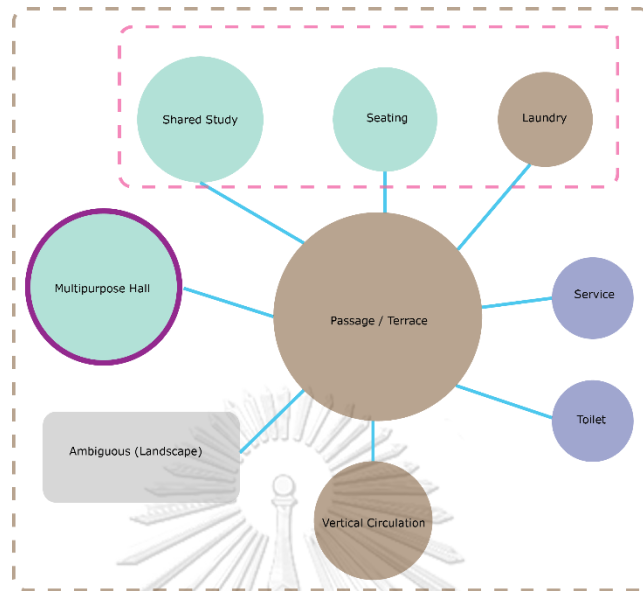 Shared Study
Seating
Laundry
Multipurpose Hall
Passage / Terrace
Service
Ambiguous (Landscape)
Toilet
Vertical Circulation